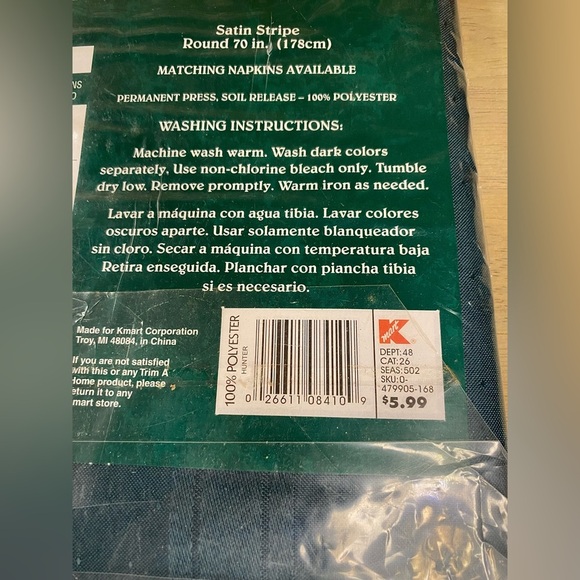 Satin Stripe
Round 70 in. (178cm)
MATCHING NAPKINS AVAILABLE
PERMANENT PRESS, SOIL RELEASE – 100% POLYESTER
WASHING INSTRUCTIONS:
Machine wash warm. Wash dark colors
separately. Use non-chlorine bleach only. Tumble
dry low. Remove promptly. Warm iron as needed.
Lavar a máquina con agua tibia. Lavar colores
oscuros aparte. Usar solamente blanqueador
sin cloro. Secar a máquina con temperatura baja
Retira enseguida. Planchar con piancha tibia
si es necesario.
Made for Kmart Corporation
Troy, MI 48084, in China
If you are not satisfied
with this or any Trim A
Home product, please
eturn it to any
mart store.
100% POLYESTER
HUNTER
0 26611 08410 9
K
mart
DEPT:48
CAT:26
SEAS:502
SKU:0-
479905-168
$5.99